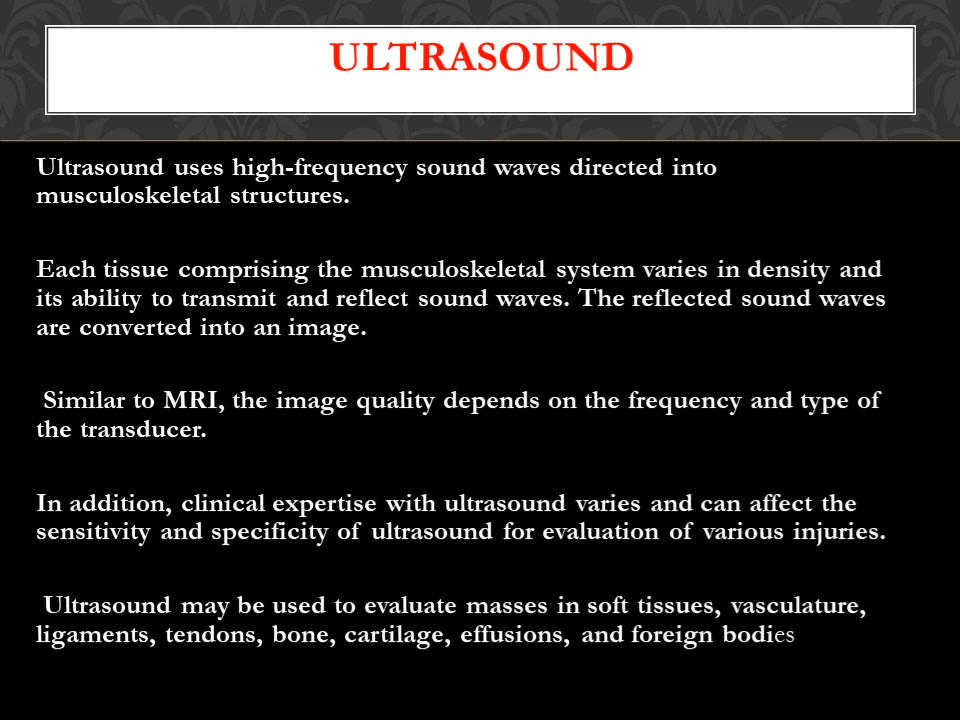 ULTRASOUND
Ultrasound uses high-frequency sound waves directed into
musculoskeletal structures.
Each tissue comprising the musculoskeletal system varies in density and
its ability to transmit and reflect sound waves. The reflected sound waves
are converted into an image.
Similar to MRI, the image quality depends on the frequency and type of
the transducer.
In addition, clinical expertise with ultrasound varies and can affect the
sensitivity and specificity of ultrasound for evaluation of various injuries.
Ultrasound may be used to evaluate masses in soft tissues, vasculature,
ligaments, tendons, bone, cartilage, effusions, and foreign bodies